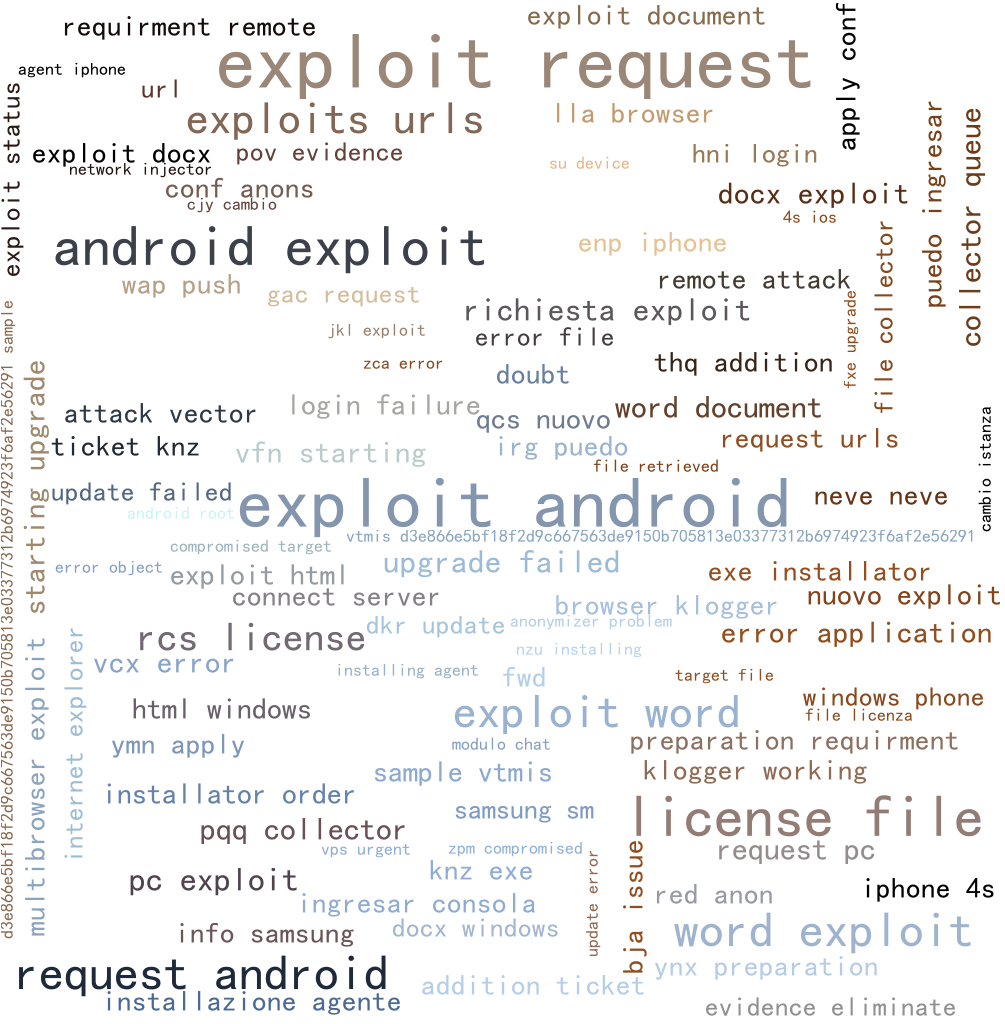 exploit document
requirment remote
exploit request
apply conf
agent iphone
url
exploit status
exploits urls
lla browser
puedo ingresar
collector queue
exploit docx
pov evidence
hni login
su device
network injector
conf anons
docx exploit
cjy cambio
4s ios
file collector
android exploit
enp iphone
remote attack
wap push
gac request
fxe upgrade
richiesta exploit
d3e866e5bf18f2d9c667563de9150b705813e03377312b6974923f6af2e56291 sample
jkl exploit
error file
zca error
thq addition
starting upgrade
doubt
login failure
word document
attack vector
qcs nuovo
cambio istanza
ticket knz
vfn starting
irg puedo
request urls
file retrieved
update failed
exploit android
neve neve
android root
vtmis d3e866e5bf18f2d9c667563de9150b705813e03377312b6974923f6af2e56291
compromised target
error object
exploit html
upgrade failed
exe installator
connect server
browser klogger
nuovo exploit
rcs license
dkr update
anonymizer problem
error application
internet explorer
multibrowser exploit
vcx error
nzu installing
installing agent
fwd
target file
windows phone
html windows
exploit word
file licenza
ymn apply
modulo chat
preparation requirment
sample vtmis
klogger working
installator order
samsung sm
license file
pqq collector
vps urgent
zpm compromised
request pc
bja issue
update error
pc exploit
knz exe
iphone 4s
red anon
ingresar consola
info samsung
docx windows
word exploit
request android
ynx preparation
addition ticket
installazione agente
evidence eliminate